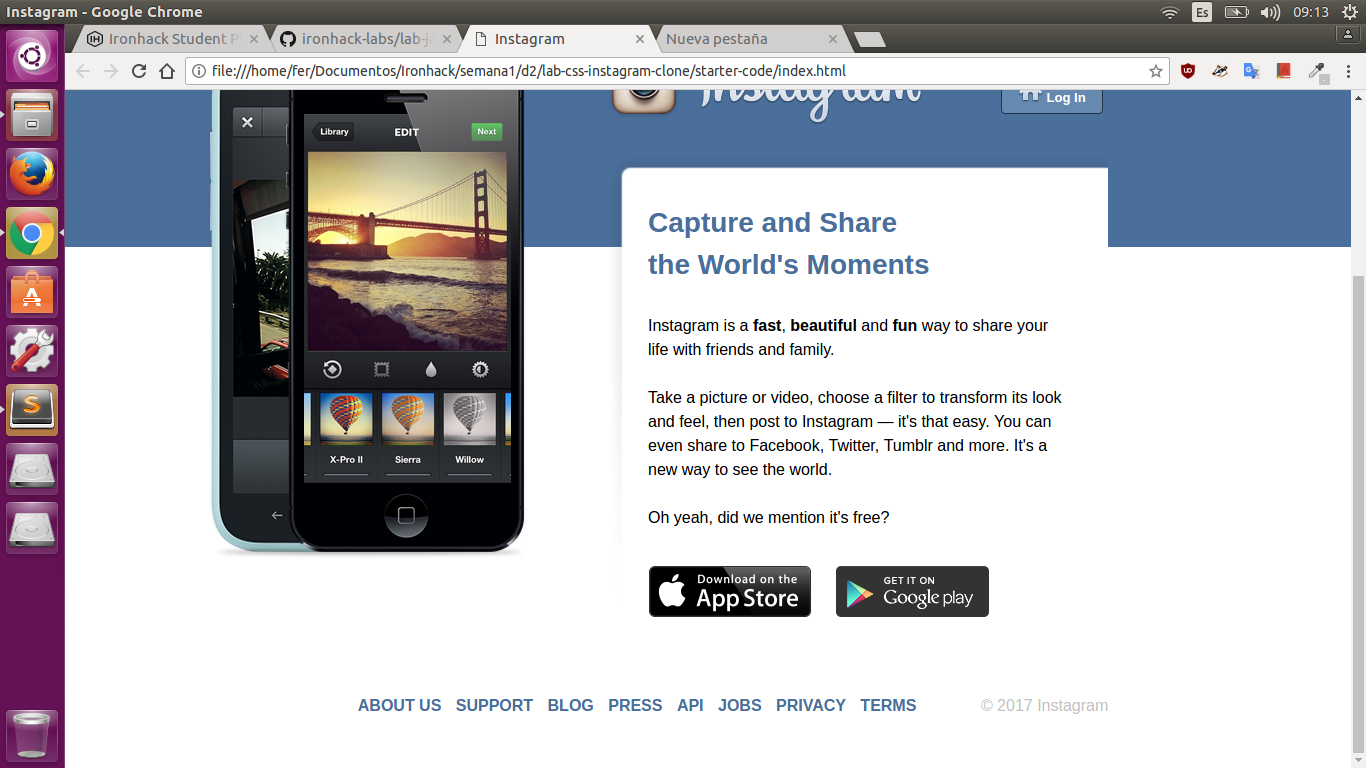 Instagram - Google Chrome
Es
09:13
Ironhack Student P
ironhack-labs/lab-ja
Instagram
Nueva pestaña
file:///home/fer/Documentos/Ironhack/semana1/d2/lab-css-instagram-clone/starter-code/index.html
Instagram
Log In
Library
EDIT
Next
Capture and Share
the World's Moments
Instagram is a fast, beautiful and fun way to share your
life with friends and family.
Take a picture or video, choose a filter to transform its look
and feel, then post to Instagram — it's that easy. You can
even share to Facebook, Twitter, Tumblr and more. It's a
new way to see the world.
Oh yeah, did we mention it's free?
X-Pro II
Sierra
Willow
Download on the
App Store
GET IT ON
Google play
ABOUT US SUPPORT BLOG PRESS API JOBS PRIVACY TERMS
© 2017 Instagram